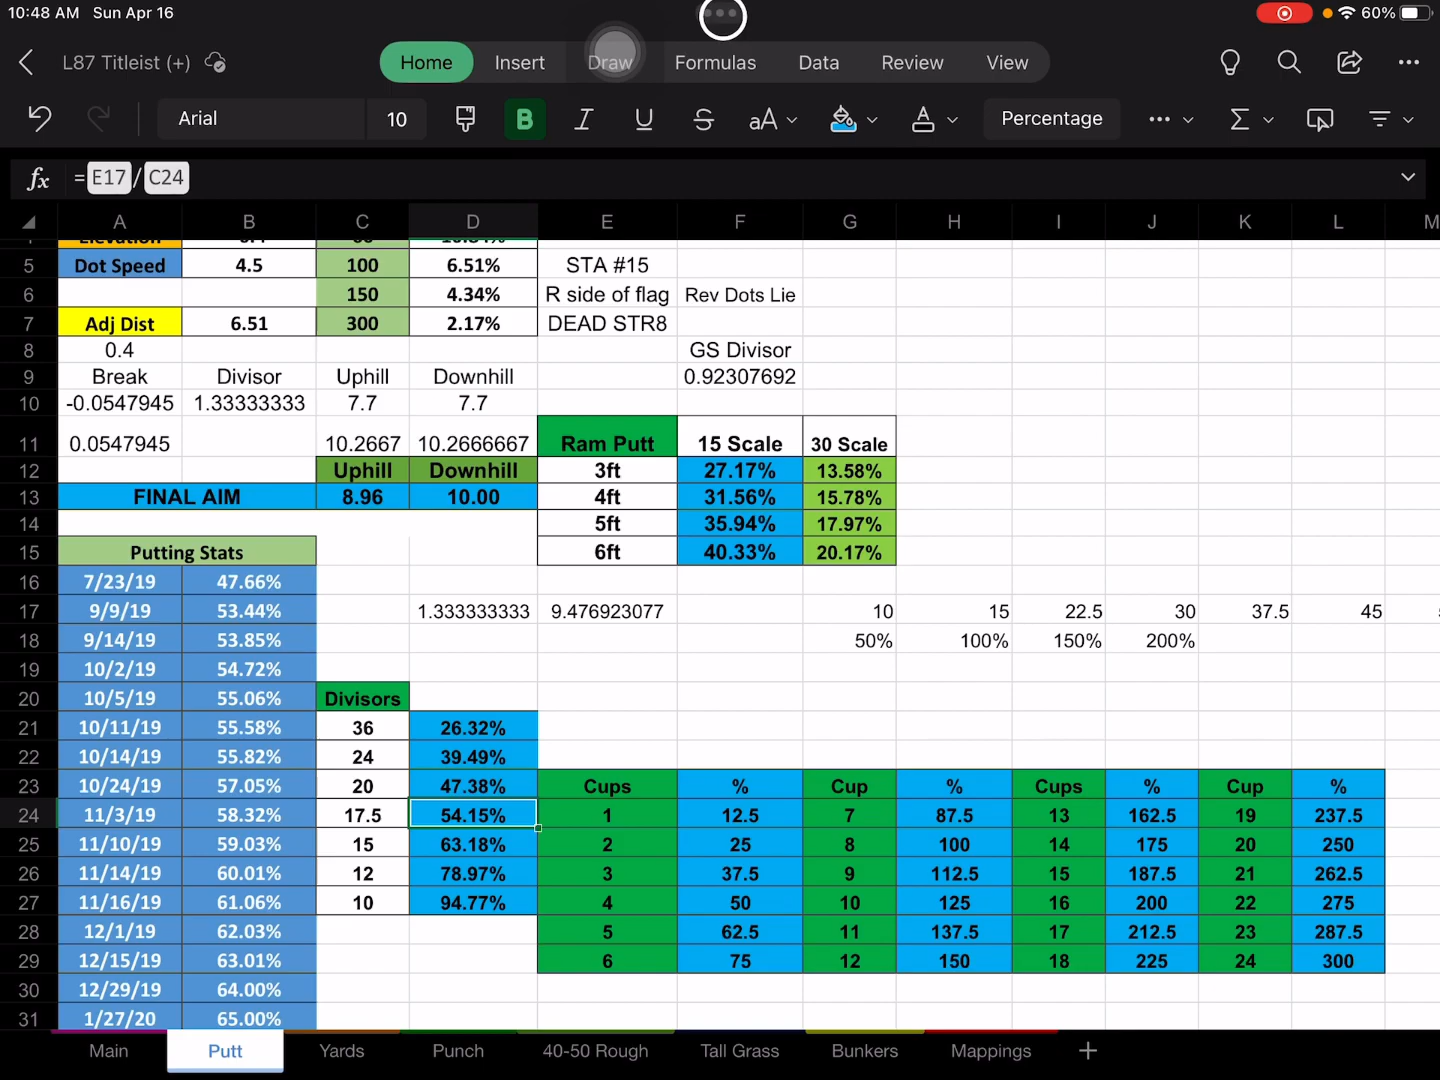 10:48 AM Sun Apr 16 60%
L87 Titleist (+) Home Insert Draw Formulas Data Review View
Arial 10 B I U S aA A Percentage Σ
fx =E17/C24
A B C D E F G H I J K L M
5 Dot Speed 4.5 100 6.51% STA #15
6 150 4.34% R side of flag Rev Dots Lie
7 Adj Dist 6.51 300 2.17% DEAD STR8
8 0.4 GS Divisor
9 Break Divisor Uphill Downhill 0.92307692
10 -0.0547945 1.33333333 7.7 7.7
11 0.0547945 10.2667 10.2666667 Ram Putt 15 Scale 30 Scale
12 Uphill Downhill 3ft 27.17% 13.58%
13 FINAL AIM 8.96 10.00 4ft 31.56% 15.78%
14 5ft 35.94% 17.97%
15 Putting Stats 6ft 40.33% 20.17%
16 7/23/19 47.66%
17 9/9/19 53.44% 1.333333333 9.476923077 10 15 22.5 30 37.5 45
18 9/14/19 53.85% 50% 100% 150% 200%
19 10/2/19 54.72%
20 10/5/19 55.06% Divisors
21 10/11/19 55.58% 36 26.32%
22 10/14/19 55.82% 24 39.49%
23 10/24/19 57.05% 20 47.38% Cups % Cup % Cups % Cup %
24 11/3/19 58.32% 17.5 54.15% 1 12.5 7 87.5 13 162.5 19 237.5
25 11/10/19 59.03% 15 63.18% 2 25 8 100 14 175 20 250
26 11/14/19 60.01% 12 78.97% 3 37.5 9 112.5 15 187.5 21 262.5
27 11/16/19 61.06% 10 94.77% 4 50 10 125 16 200 22 275
28 12/1/19 62.03% 5 62.5 11 137.5 17 212.5 23 287.5
29 12/15/19 63.01% 6 75 12 150 18 225 24 300
30 12/29/19 64.00%
31 1/27/20 65.00%
Main Putt Yards Punch 40-50 Rough Tall Grass Bunkers Mappings +